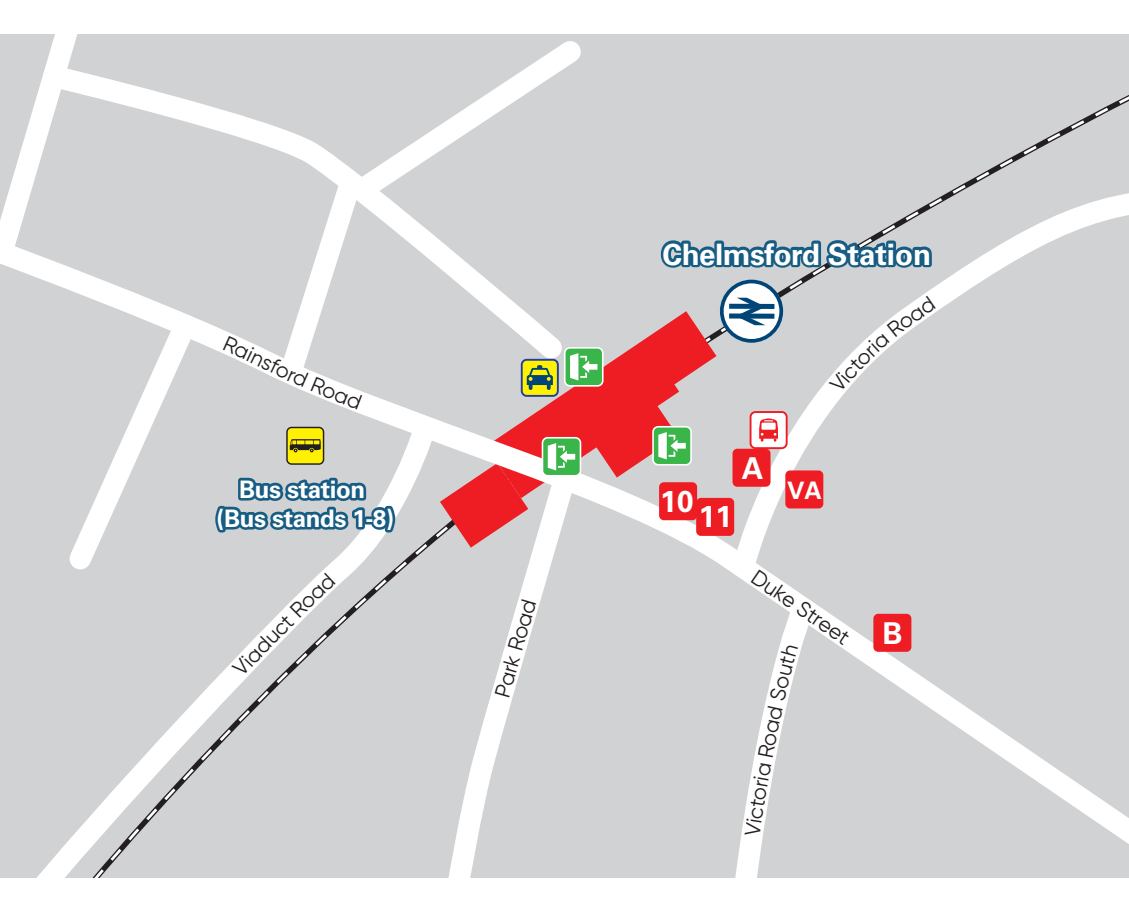 Chelmsford Station
Victoria Road
Rainsford Road
Bus station
(Bus stands 1-8)
A
VA
10
11
Duke Street
B
Viaduct Road
Park Road
Victoria Road South